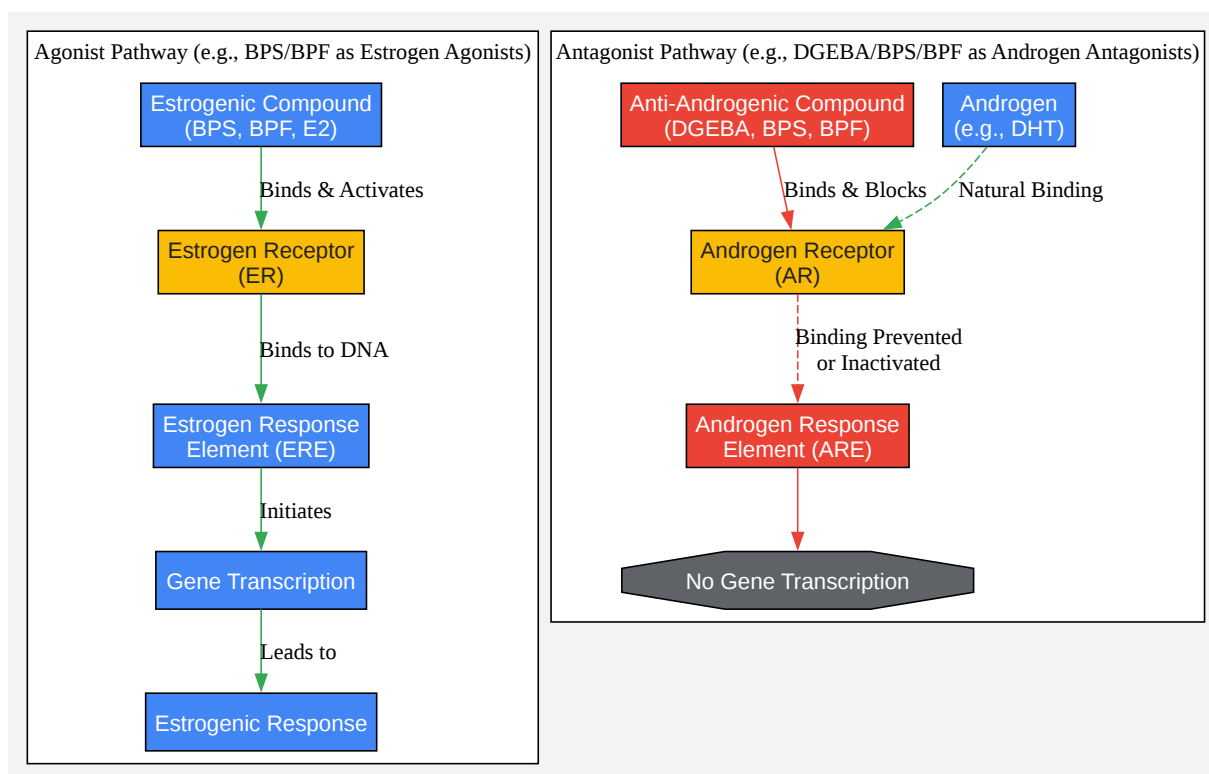 Agonist Pathway (e.g., BPS/BPF as Estrogen Agonists)
Estrogenic Compound
(BPS, BPF, E2)
Binds & Activates
Estrogen Receptor
(ER)
Binds to DNA
Estrogen Response
Element (ERE)
Initiates
Gene Transcription
Leads to
Estrogenic Response
Antagonist Pathway (e.g., DGEBA/BPS/BPF as Androgen Antagonists)
Anti-Androgenic Compound
(DGEBA, BPS, BPF)
Androgen
(e.g., DHT)
Binds & Blocks
Natural Binding
Androgen Receptor
(AR)
Binding Prevented
or Inactivated
Androgen Response
Element (ARE)
No Gene Transcription